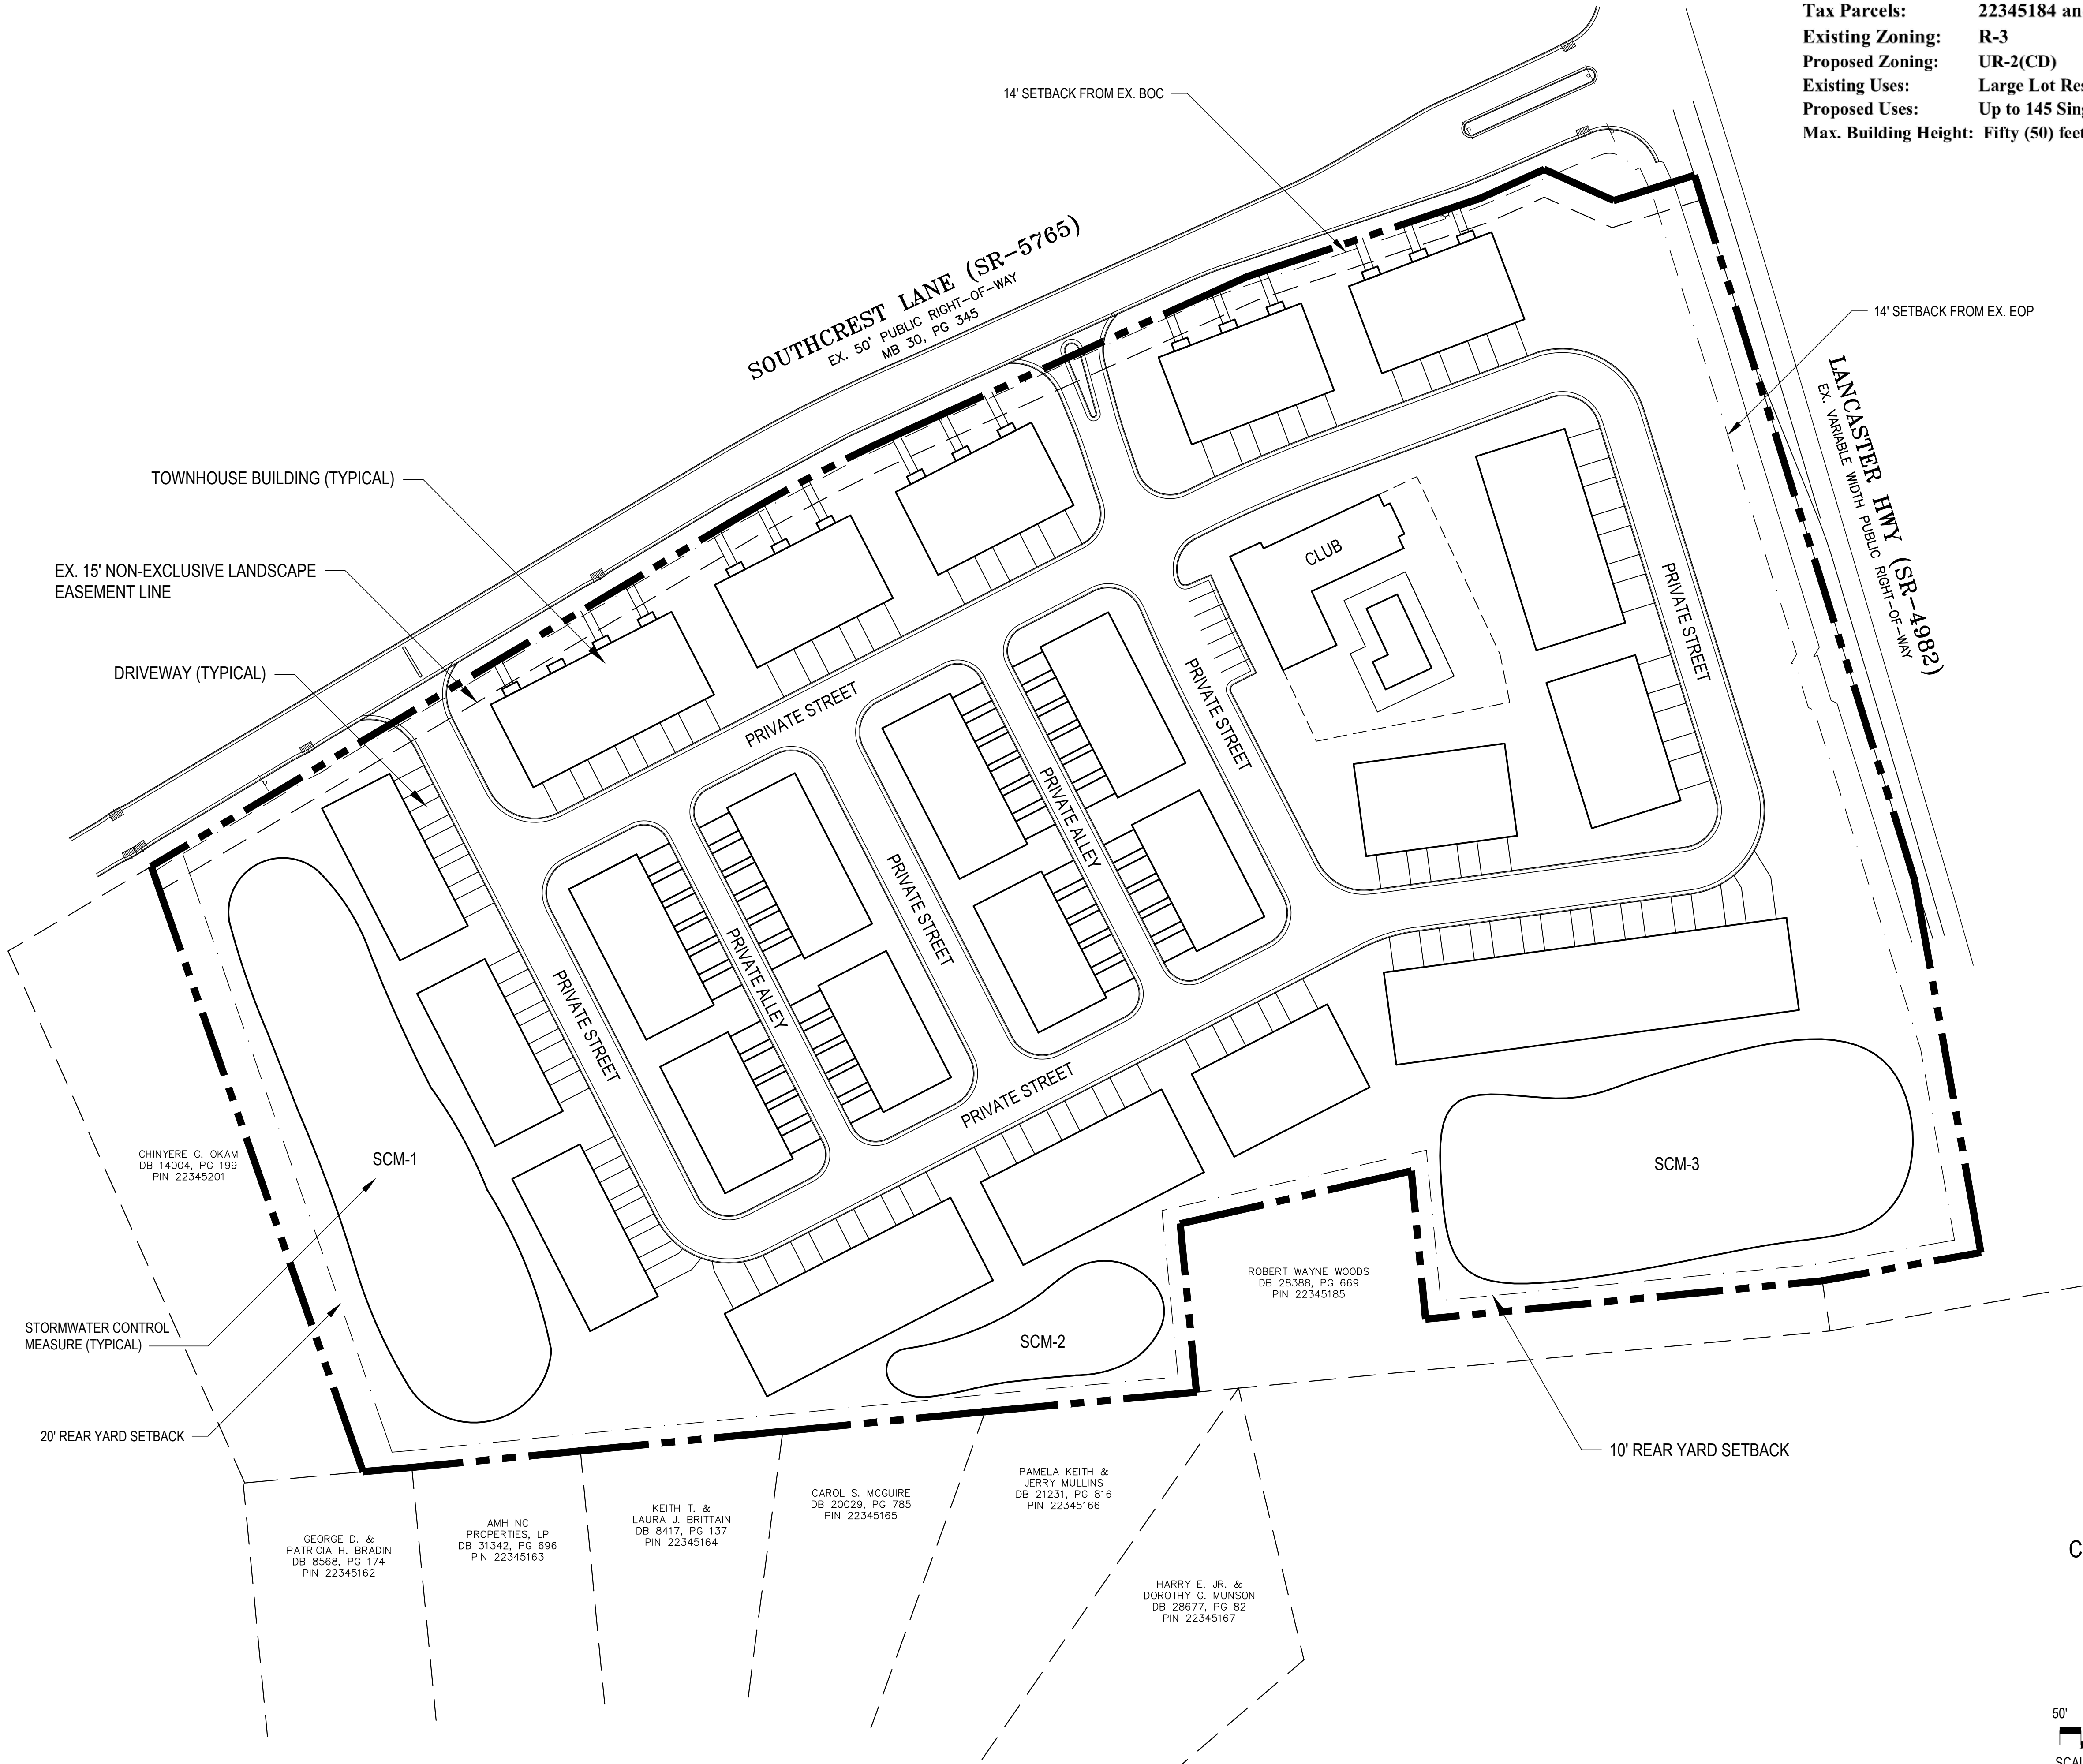 Tax Parcels: 22345184 an
Existing Zoning: R-3
Proposed Zoning: UR-2(CD)
Existing Uses: Large Lot Res
Proposed Uses: Up to 145 Sin
Max. Building Height: Fifty (50) feet
14' SETBACK FROM EX. BOC
SOUTHCREST LANE (SR-5765)
EX. 50' PUBLIC RIGHT-OF-WAY
MB 30, PG 345
14' SETBACK FROM EX. EOP
LANCASTER HWY (SR-4982)
EX. VARIABLE WIDTH PUBLIC RIGHT-OF-WAY
TOWNHOUSE BUILDING (TYPICAL)
EX. 15' NON-EXCLUSIVE LANDSCAPE
EASEMENT LINE
DRIVEWAY (TYPICAL)
CLUB
PRIVATE STREET
PRIVATE STREET
PRIVATE STREET
PRIVATE ALLEY
PRIVATE STREET
PRIVATE ALLEY
PRIVATE STREET
PRIVATE STREET
CHINYERE G. OKAM
DB 14004, PG 199
PIN 22345201
SCM-1
SCM-3
SCM-2
ROBERT WAYNE WOODS
DB 28388, PG 669
PIN 22345185
STORMWATER CONTROL
MEASURE (TYPICAL)
20' REAR YARD SETBACK
10' REAR YARD SETBACK
GEORGE D. &
PATRICIA H. BRADIN
DB 8568, PG 174
PIN 22345162
AMH NC
PROPERTIES, LP
DB 31342, PG 696
PIN 22345163
KEITH T. &
LAURA J. BRITTAIN
DB 8417, PG 137
PIN 22345164
CAROL S. MCGUIRE
DB 20029, PG 785
PIN 22345165
PAMELA KEITH &
JERRY MULLINS
DB 21231, PG 816
PIN 22345166
HARRY E. JR. &
DOROTHY G. MUNSON
DB 28677, PG 82
PIN 22345167
C
50'
SCAL